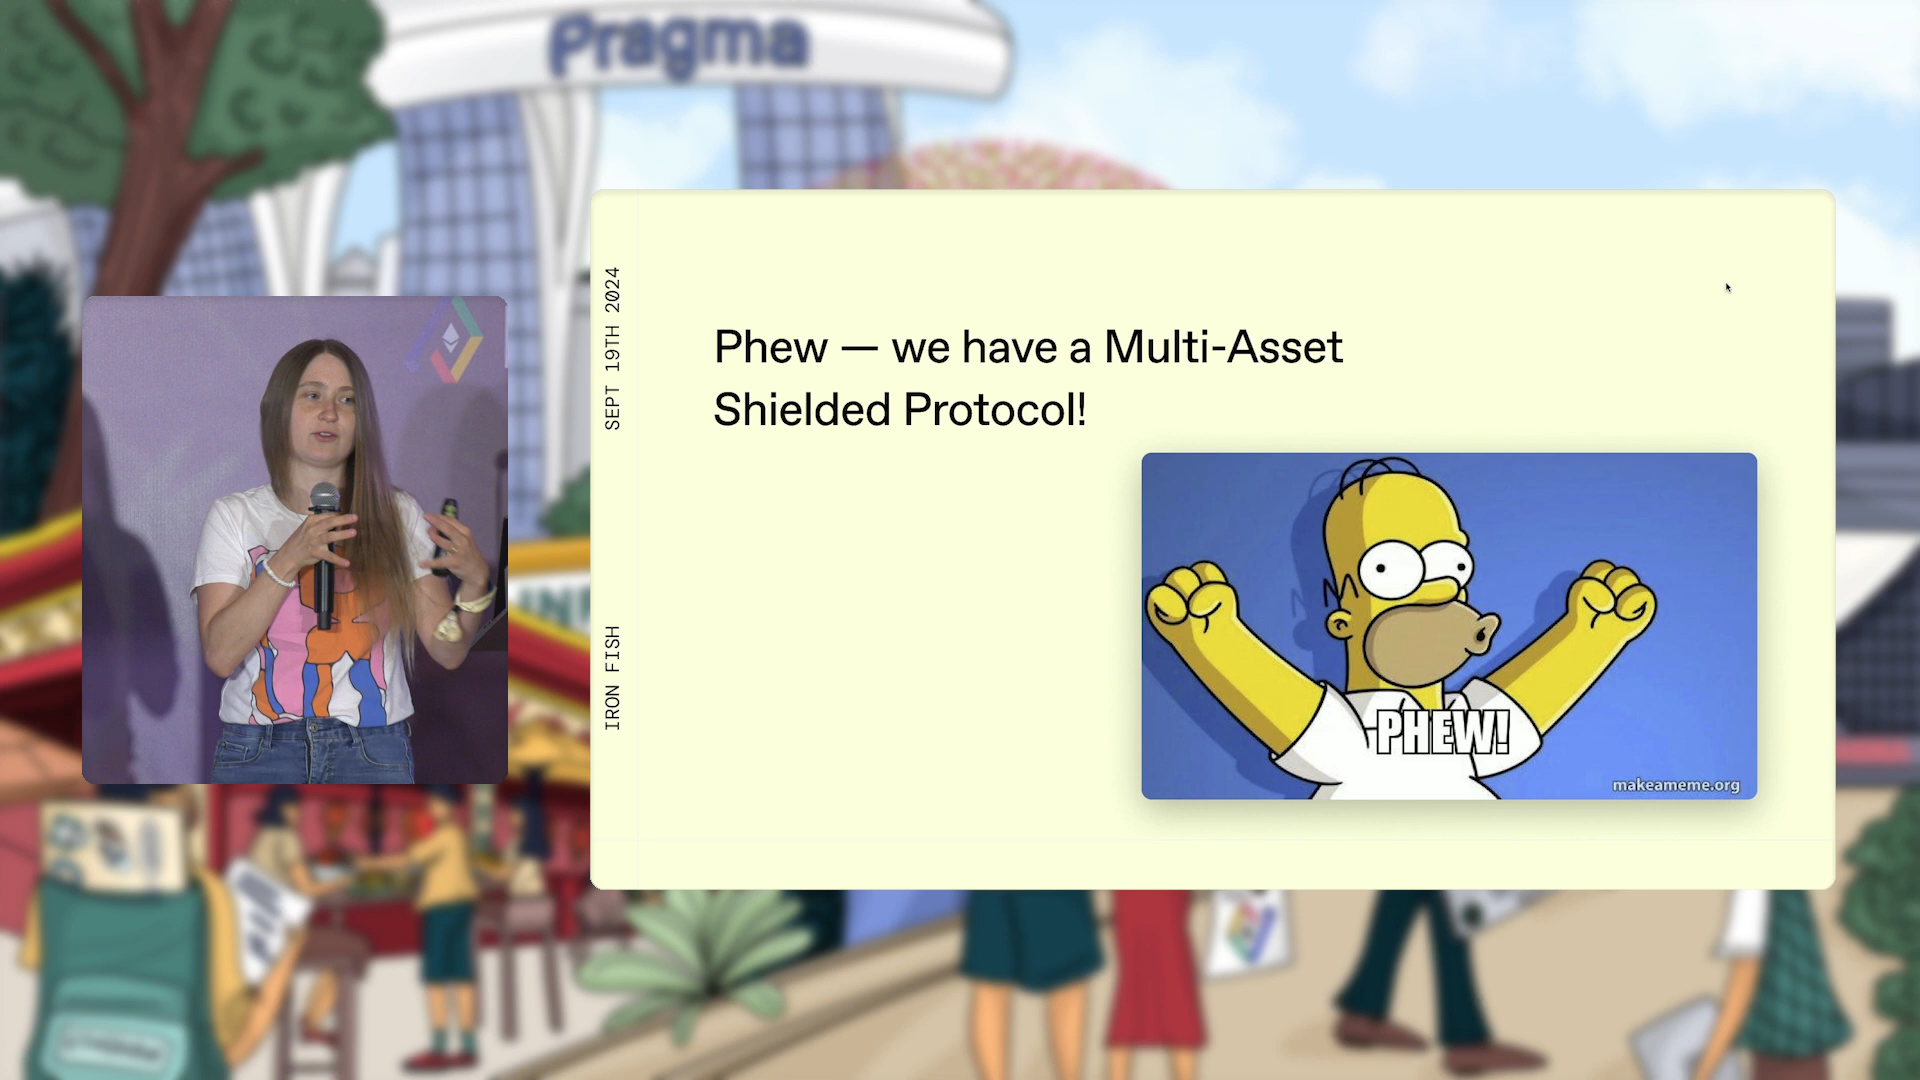 Pragma
SEPT 19TH 2024
IRON FISH
Phew — we have a Multi-Asset
Shielded Protocol!
PHEW!
makeameme.org